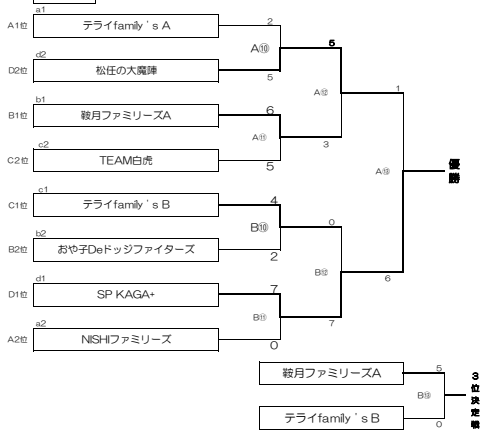 a1
A1位 テライfamily's A 2
A⑩ 5
d2
D2位 松任の大魔陣 5
A⑫ 1
b1
B1位 鞍月ファミリーズA 6
A⑪ 3
c2
C2位 TEAM白虎 5
A⑬ 優勝
c1
C1位 テライfamily's B 4
B⑩ 0
b2
B2位 おや子Deドッジファイターズ 2
B⑫ 6
d1
D1位 SP KAGA+ 7
B⑪ 7
a2
A2位 NISHIファミリーズ 0
鞍月ファミリーズA 5
B⑬ 3位決定戦
テライfamily's B 0